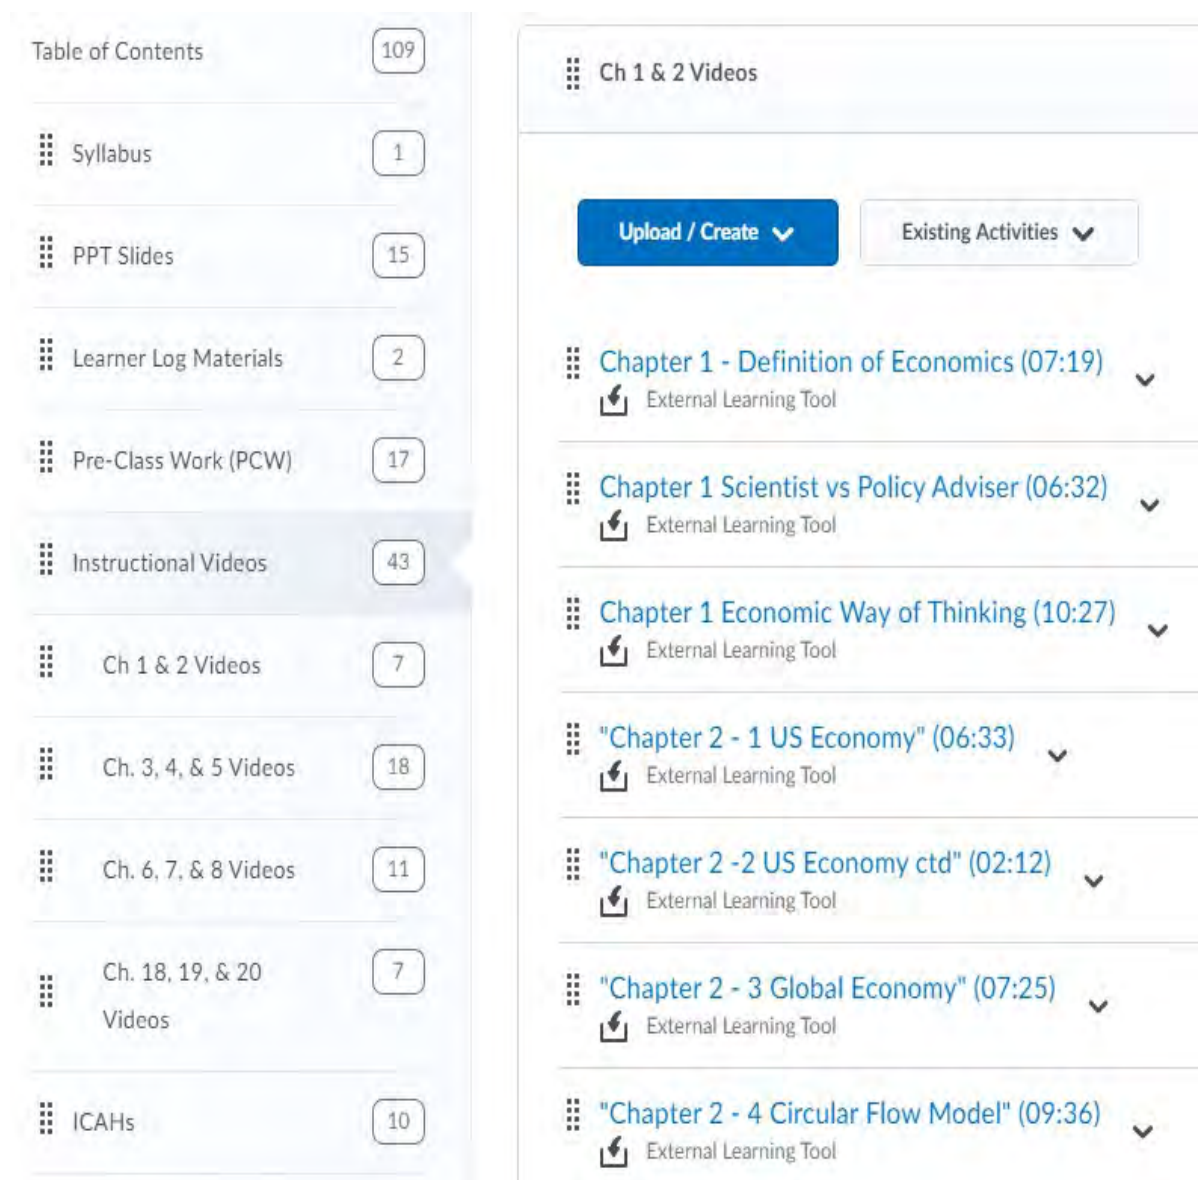 Table of Contents 109
Syllabus 1
PPT Slides 15
Learner Log Materials 2
Pre-Class Work (PCW) 17
Instructional Videos 43
Ch 1 & 2 Videos 7
Ch. 3, 4, & 5 Videos 18
Ch. 6, 7, & 8 Videos 11
Ch. 18, 19, & 20 7
Videos
ICAHs 10
Ch 1 & 2 Videos
Upload / Create Existing Activities
Chapter 1 - Definition of Economics (07:19)
External Learning Tool
Chapter 1 Scientist vs Policy Adviser (06:32)
External Learning Tool
Chapter 1 Economic Way of Thinking (10:27)
External Learning Tool
"Chapter 2 - 1 US Economy" (06:33)
External Learning Tool
"Chapter 2 -2 US Economy ctd" (02:12)
External Learning Tool
"Chapter 2 - 3 Global Economy" (07:25)
External Learning Tool
"Chapter 2 - 4 Circular Flow Model" (09:36)
External Learning Tool